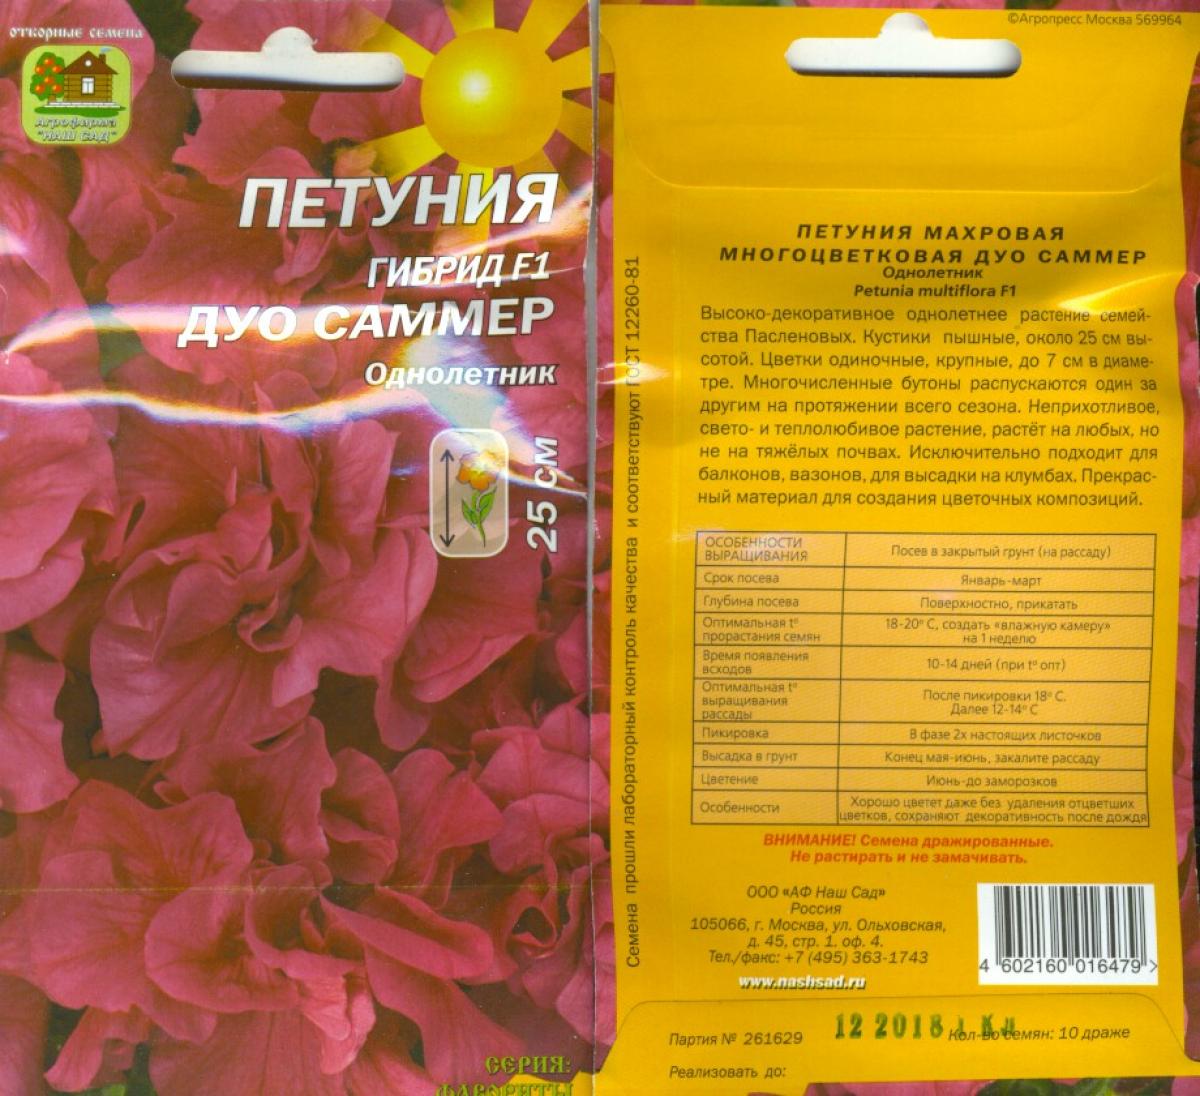 отборные семена
Агрофирма
"НАШ САД"
ПЕТУНИЯ
ГИБРИД F1
ДУО САММЕР
Однолетник
25 см
СЕРИЯ:
ФАВОРИТЫ
©Агропресс Москва 569964
Семена прошли лабораторный контроль качества и соответствуют ГОСТ 12260-81
ПЕТУНИЯ МАХРОВАЯ
МНОГОЦВЕТКОВАЯ ДУО САММЕР
Однолетник
Petunia multiflora F1
Высоко-декоративное однолетнее растение семей-
ства Пасленовых. Кустики пышные, около 25 см вы-
сотой. Цветки одиночные, крупные, до 7 см в диаме-
тре. Многочисленные бутоны распускаются один за
другим на протяжении всего сезона. Неприхотливое,
свето- и теплолюбивое растение, растёт на любых, но
не на тяжёлых почвах. Исключительно подходит для
балконов, вазонов, для высадки на клумбах. Прекрас-
ный материал для создания цветочных композиций.
ОСОБЕННОСТИ
ВЫРАЩИВАНИЯ
Посев в закрытый грунт (на рассаду)
Срок посева
Январь-март
Глубина посева
Поверхностно, прикатать
Оптимальная tº
прорастания семян
18-20º С, создать «влажную камеру»
на 1 неделю
Время появления
всходов
10-14 дней (при tº опт)
Оптимальная tº
выращивания
рассады
После пикировки 18º С.
Далее 12-14º С
Пикировка
В фазе 2х настоящих листочков
Высадка в грунт
Конец мая-июнь, закалите рассаду
Цветение
Июнь-до заморозков
Особенности
Хорошо цветет даже без удаления отцветших
цветков, сохраняют декоративность после дождя
ВНИМАНИЕ! Семена дражированные.
Не растирать и не замачивать.
ООО «АФ Наш Сад»
Россия
105066, г. Москва, ул. Ольховская,
д. 45, стр. 1. оф. 4.
Тел./факс: +7 (495) 363-1743
www.nashsad.ru
4 602160 016479 >
Партия № 261629
12 2018 1 Кл
Кол-во семян: 10 драже
Реализовать до: